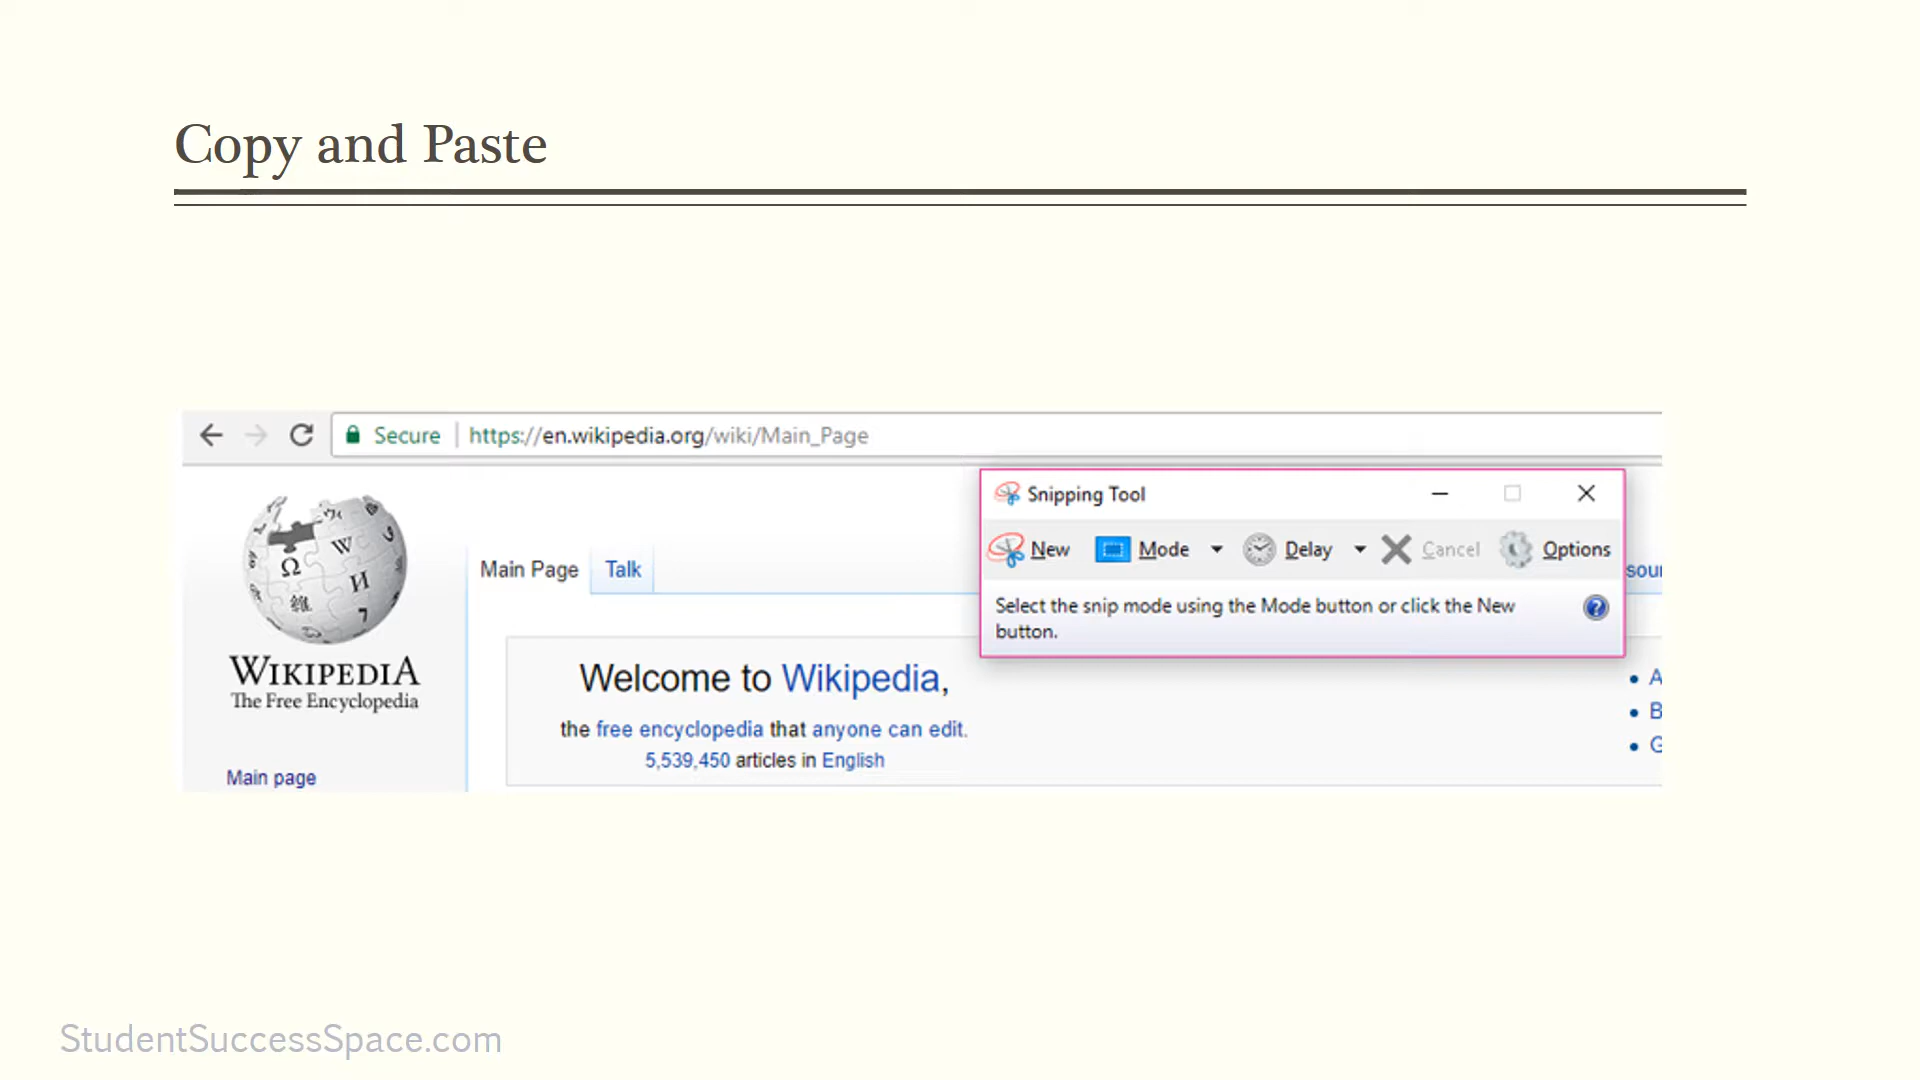 Copy and Paste
Secure | https://en.wikipedia.org/wiki/Main_Page
Snipping Tool
New Mode Delay Cancel Options
Select the snip mode using the Mode button or click the New
button.
Ω W И 維 7
WIKIPEDIA
The Free Encyclopedia
Main page
Main Page Talk
Welcome to Wikipedia,
the free encyclopedia that anyone can edit.
5,539,450 articles in English
sour
• A
• B
• G
StudentSuccessSpace.com